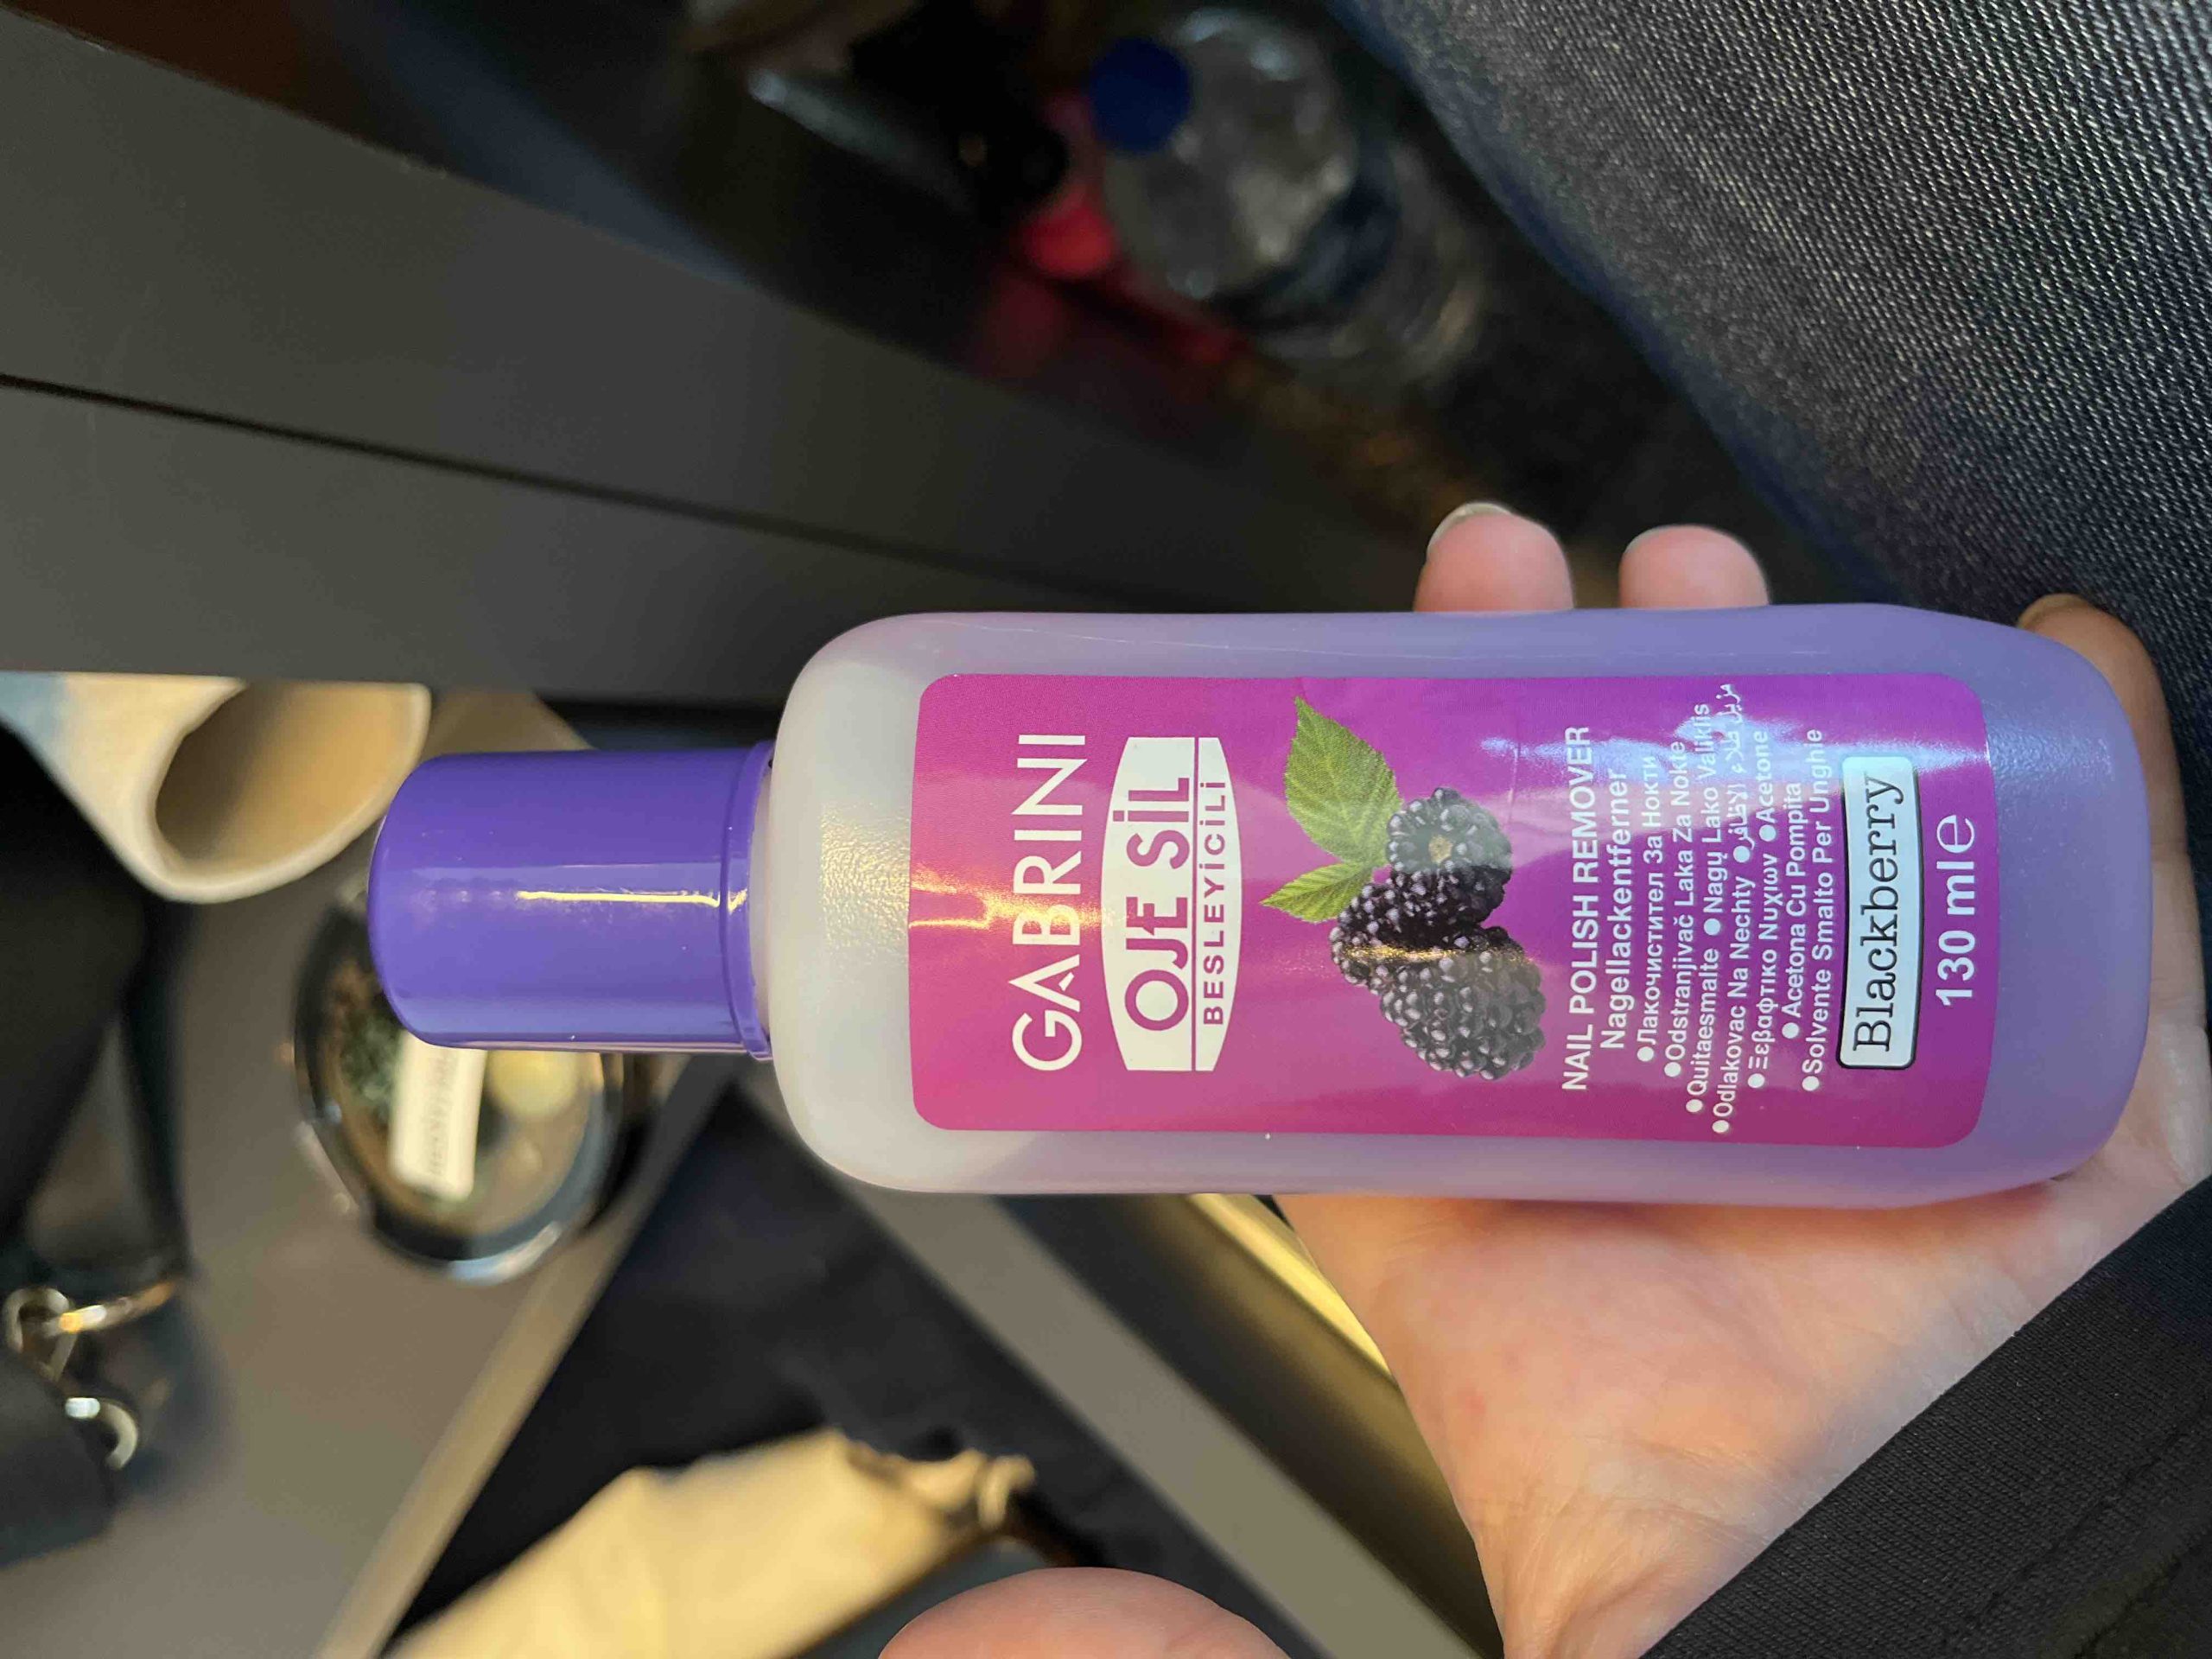 GABRINI
OJE SİL
BESLEYİCİLİ
NAIL POLISH REMOVER
Nagellackentferner
●Лакочистител За Нокти
●Odstranjivač Laka Za Nokte
●Quitaesmalte ●Nagų Lako Valiklis
●Odlakovac Na Nechty ●مزيل طلاء الاظافر
●Ξεβαφτικο Νυχιων ●Acetone
●Acetona Cu Pompita
●Solvente Smalto Per Unghie
Blackberry
130 ml e